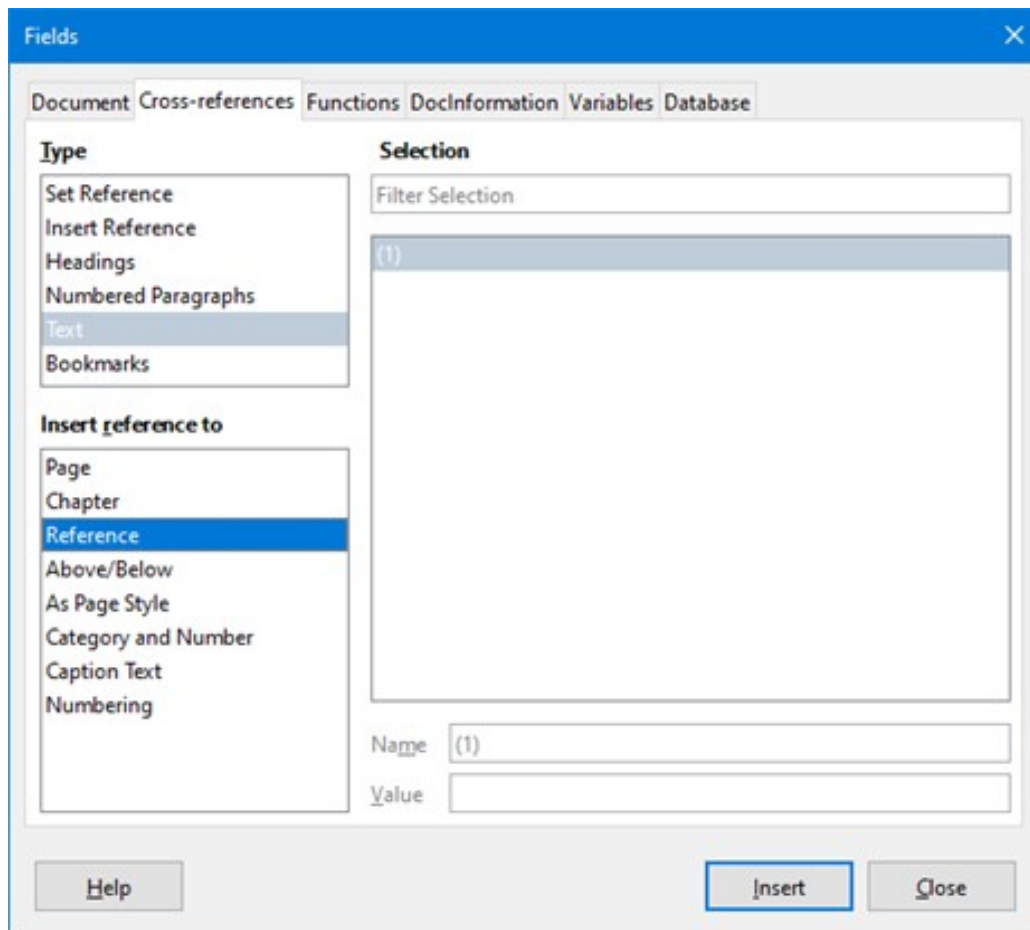 Fields
Document Cross-references Functions DocInformation Variables Database
Type
Set Reference
Insert Reference
Headings
Numbered Paragraphs
Text
Bookmarks
Insert reference to
Page
Chapter
Reference
Above/Below
As Page Style
Category and Number
Caption Text
Numbering
Selection
Filter Selection
(1)
Name (1)
Value
Help Insert Close